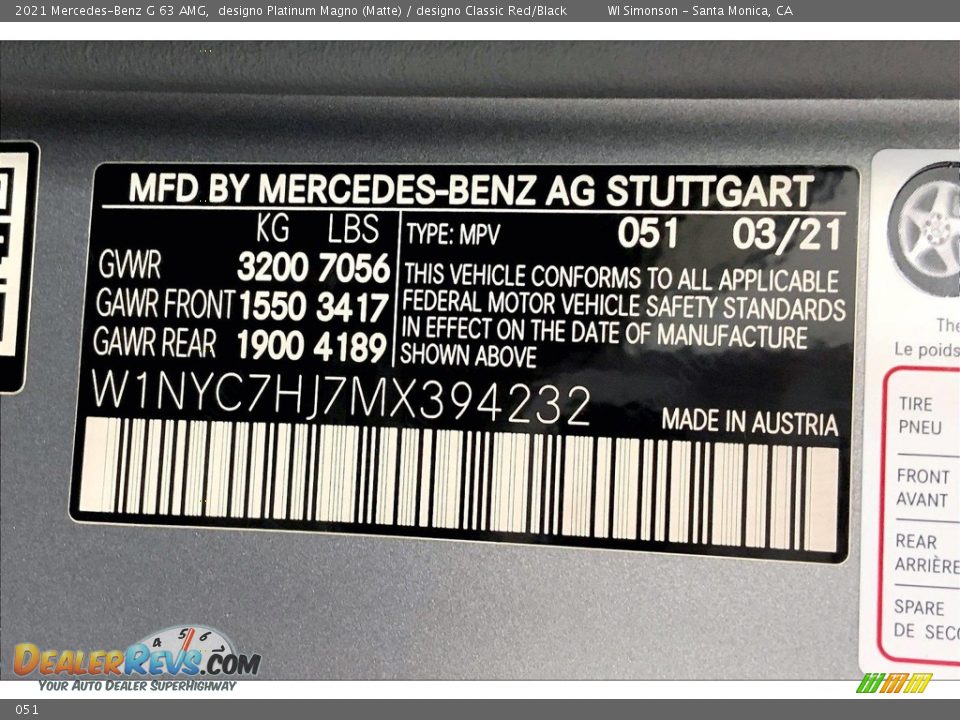 2021 Mercedes-Benz G 63 AMG,  designo Platinum Magno (Matte) / designo Classic Red/Black WI Simonson - Santa Monica, CA
MFD BY MERCEDES-BENZ AG STUTTGART
KG LBS
GVWR 3200 7056
GAWR FRONT 1550 3417
GAWR REAR 1900 4189
TYPE: MPV 051 03/21
THIS VEHICLE CONFORMS TO ALL APPLICABLE
FEDERAL MOTOR VEHICLE SAFETY STANDARDS
IN EFFECT ON THE DATE OF MANUFACTURE
SHOWN ABOVE
W1NYC7HJ7MX394232
MADE IN AUSTRIA
The
Le poids
TIRE
PNEU
FRONT
AVANT
REAR
ARRIÈRE
SPARE
DE SECO
4 5 6
DEALERREVS.COM
YOUR AUTO DEALER SUPERHIGHWAY
051